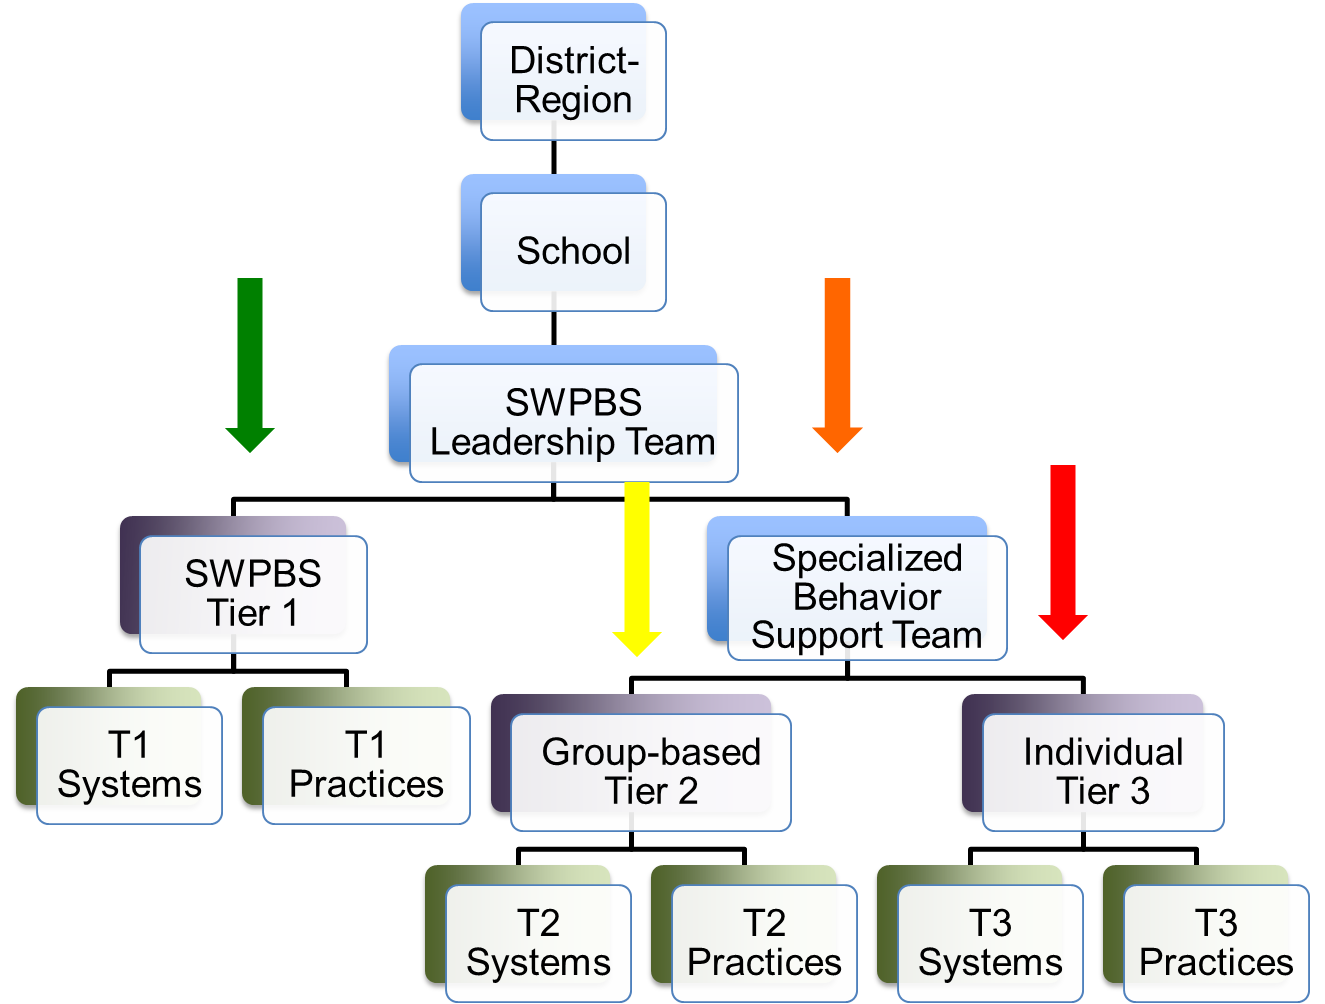 District-
Region
School
SWPBS
Leadership Team
SWPBS
Tier 1
Specialized
Behavior
Support Team
T1
Systems
T1
Practices
Group-based
Tier 2
Individual
Tier 3
T2
Systems
T2
Practices
T3
Systems
T3
Practices